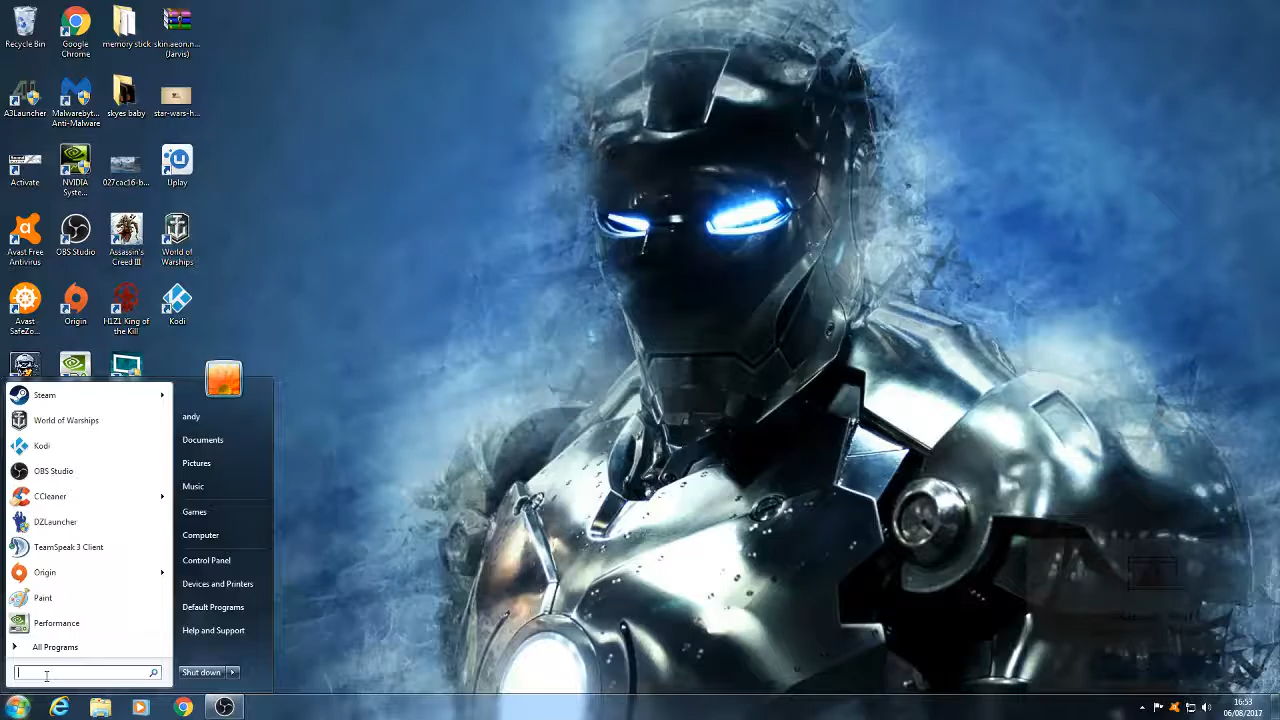 Recycle Bin
Google
Chrome
memory stick
skin.aeon.n...
(Jarvis)
A3Launcher
Malwarebyt...
Anti-Malware
skyes baby
star-wars-h...
Activate
NVIDIA
Syste...
027cac16-b...
Uplay
Avast Free
Antivirus
OBS Studio
Assassin's
Creed III
World of
Warships
Avast
SafeZo...
Origin
H1Z1 King of
the Kill
Kodi
Steam
World of Warships
Kodi
OBS Studio
CCleaner
DZLauncher
TeamSpeak 3 Client
Origin
Paint
Performance
All Programs
andy
Documents
Pictures
Music
Games
Computer
Control Panel
Devices and Printers
Default Programs
Help and Support
Shut down
16:53
06/08/2017